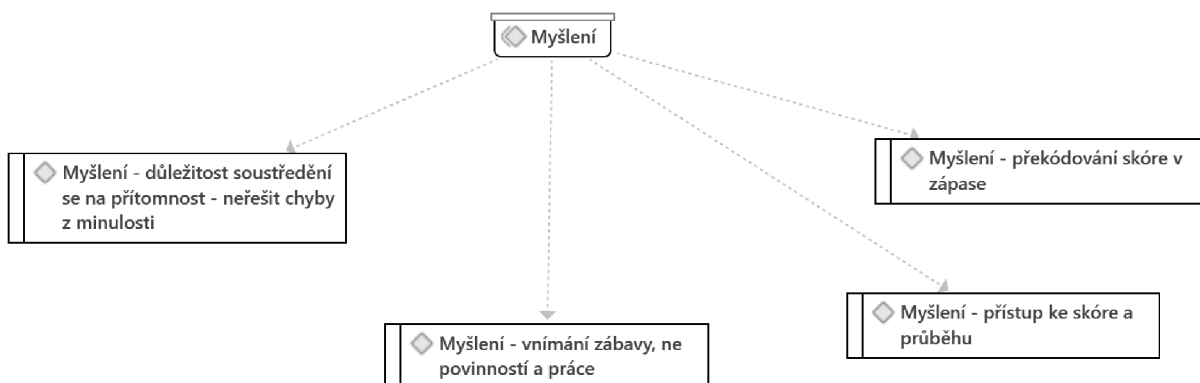 Myšlení
Myšlení - důležitost soustředění
se na přítomnost - neřešit chyby
z minulosti
Myšlení - překódování skóre v
zápase
Myšlení - přístup ke skóre a
průběhu
Myšlení - vnímání zábavy, ne
povinností a práce